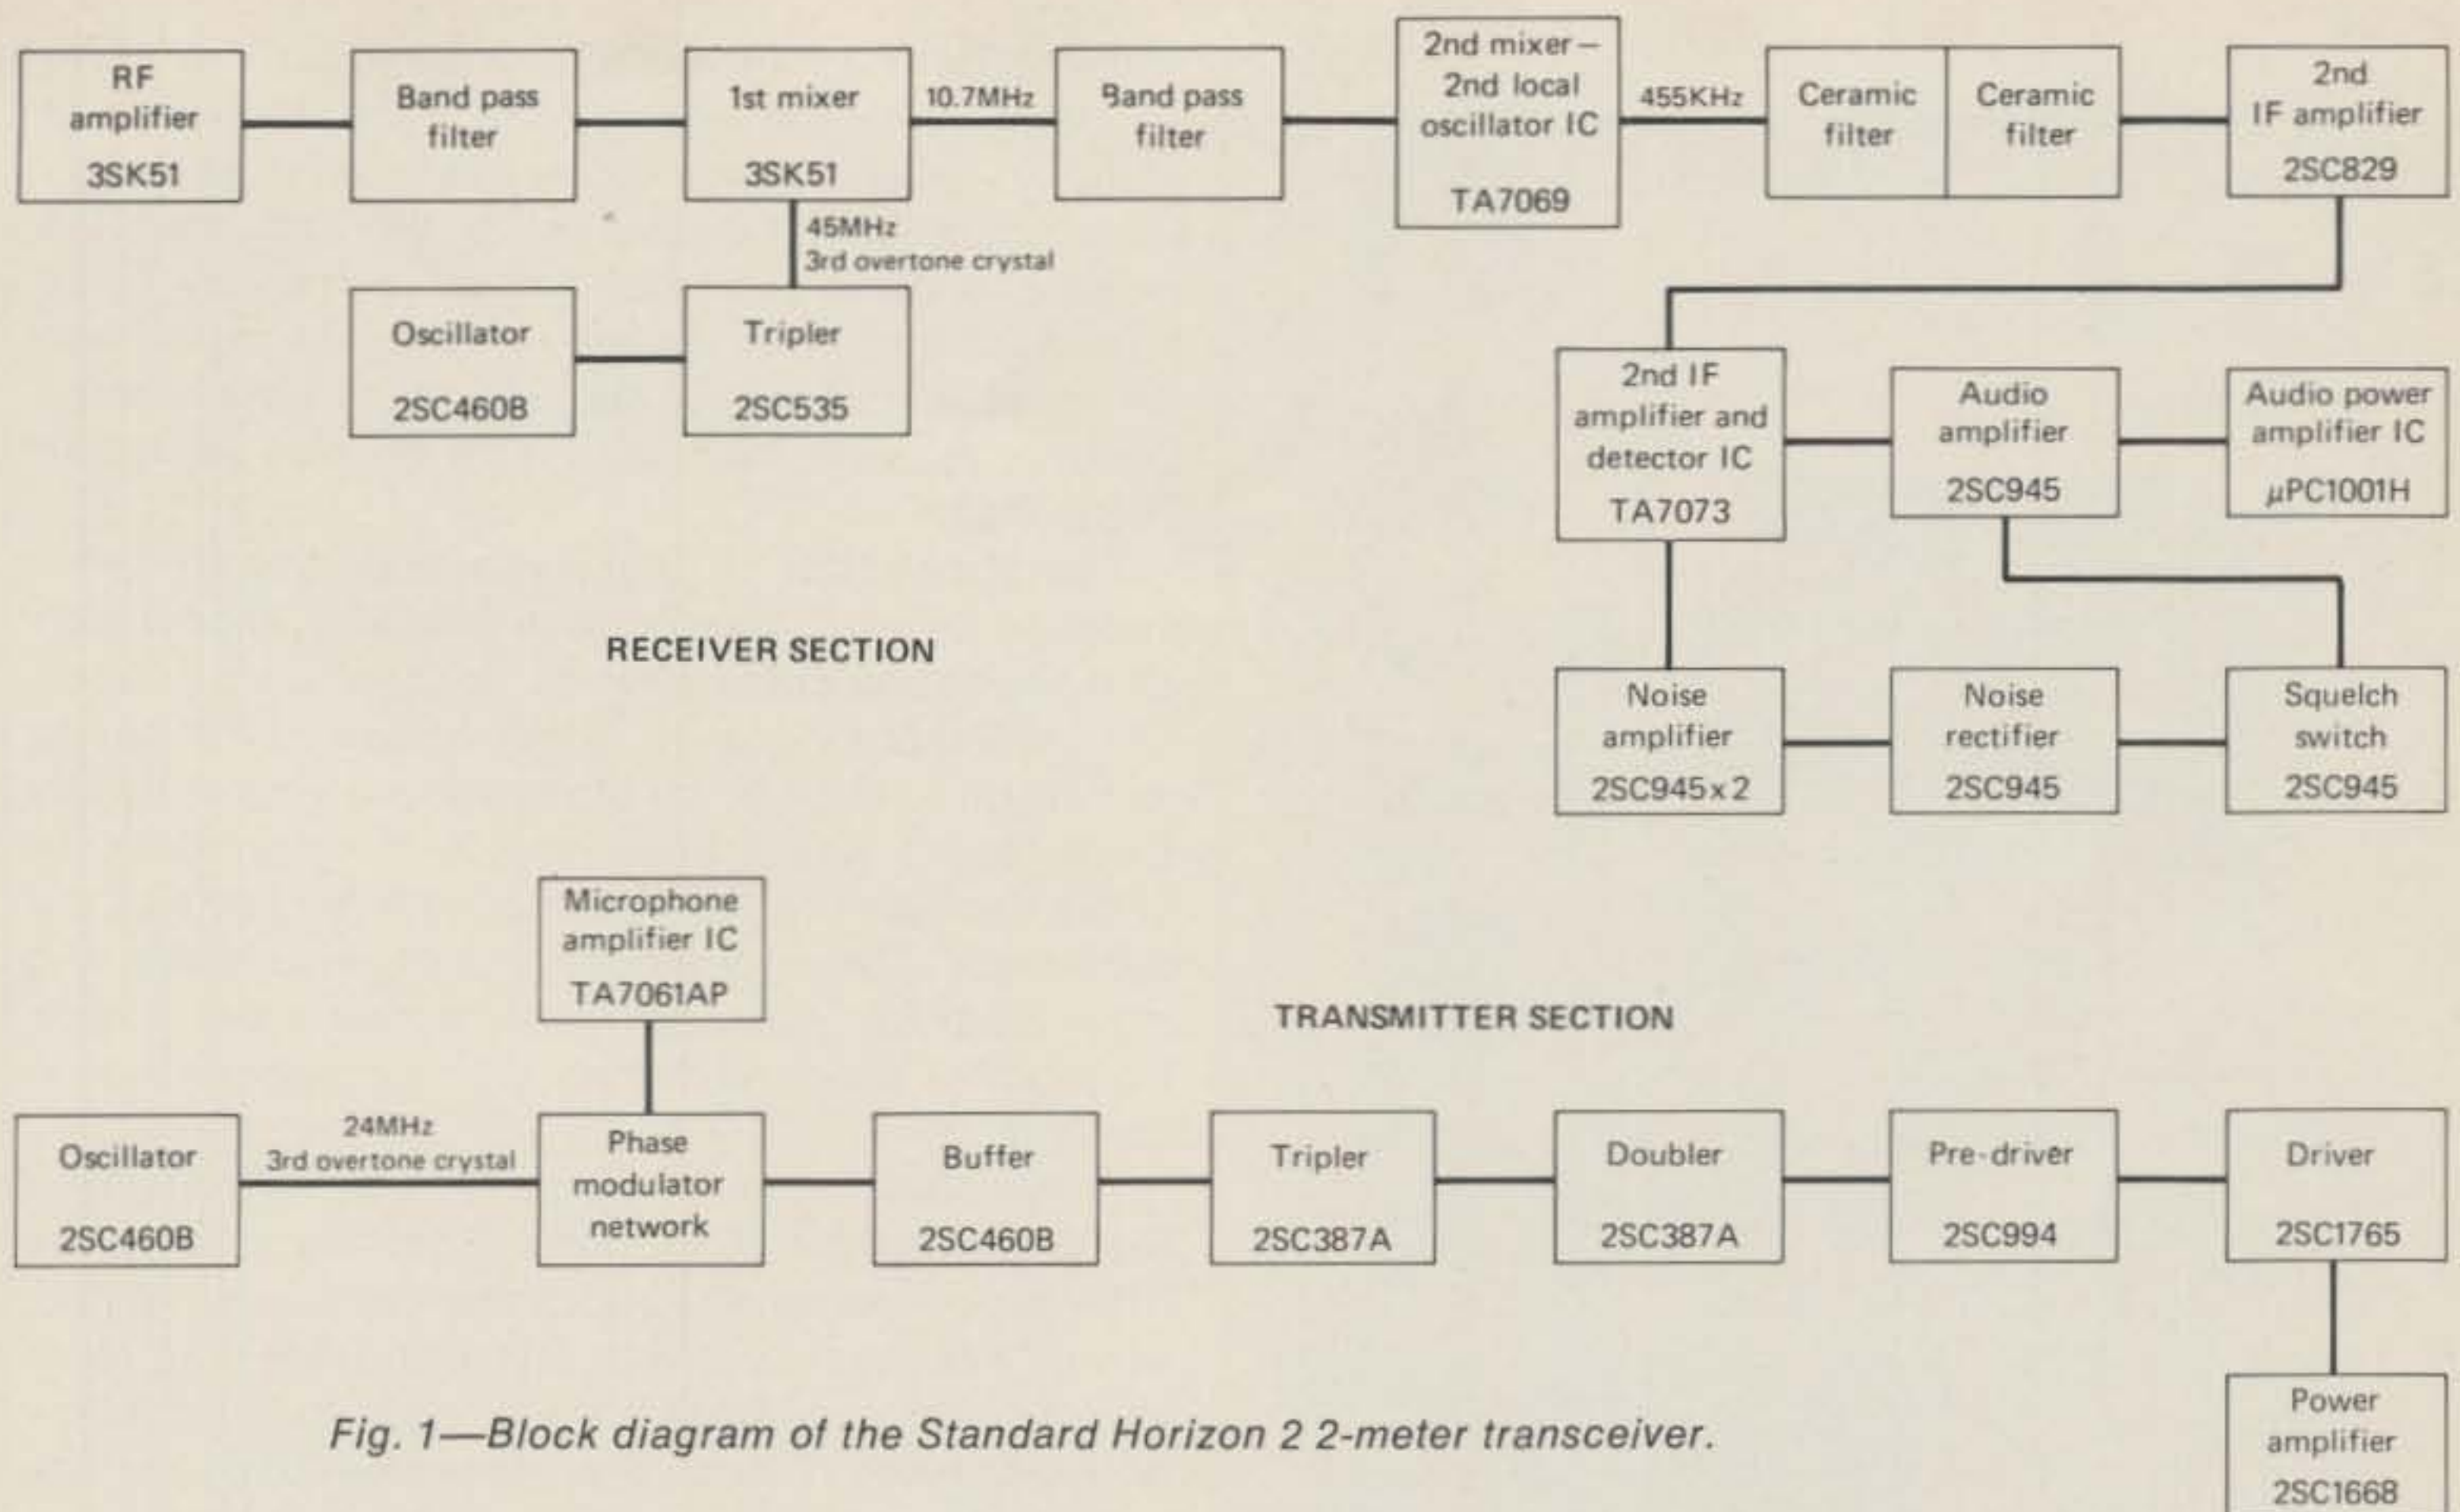 RF
amplifier
3SK51
Band pass
filter
1st mixer
3SK51
10.7MHz
Band pass
filter
2nd mixer—
2nd local
oscillator IC
TA7069
455KHz
Ceramic
filter
Ceramic
filter
2nd
IF amplifier
2SC829
45MHz
3rd overtone crystal
Oscillator
2SC460B
Tripler
2SC535
2nd IF
amplifier and
detector IC
TA7073
Audio
amplifier
2SC945
Audio power
amplifier IC
μPC1001H
RECEIVER SECTION
Noise
amplifier
2SC945x2
Noise
rectifier
2SC945
Squelch
switch
2SC945
Microphone
amplifier IC
TA7061AP
TRANSMITTER SECTION
Oscillator
2SC460B
24MHz
3rd overtone crystal
Phase
modulator
network
Buffer
2SC460B
Tripler
2SC387A
Doubler
2SC387A
Pre-driver
2SC994
Driver
2SC1765
Power
amplifier
2SC1668
Fig. 1—Block diagram of the Standard Horizon 2 2-meter transceiver.